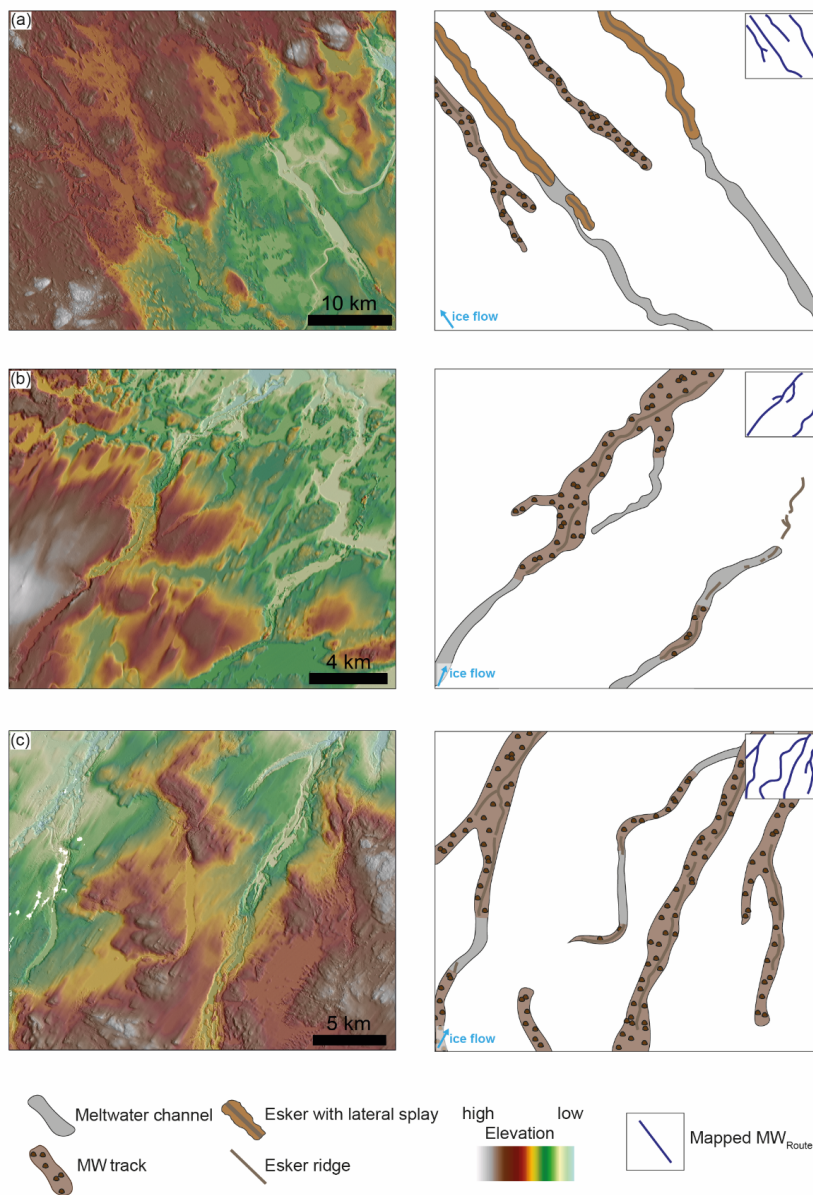 (a)
10 km
ice flow
(b)
4 km
ice flow
(c)
5 km
ice flow
Meltwater channel
Esker with lateral splay
high low
Elevation
Mapped MWRoute
MW track
Esker ridge